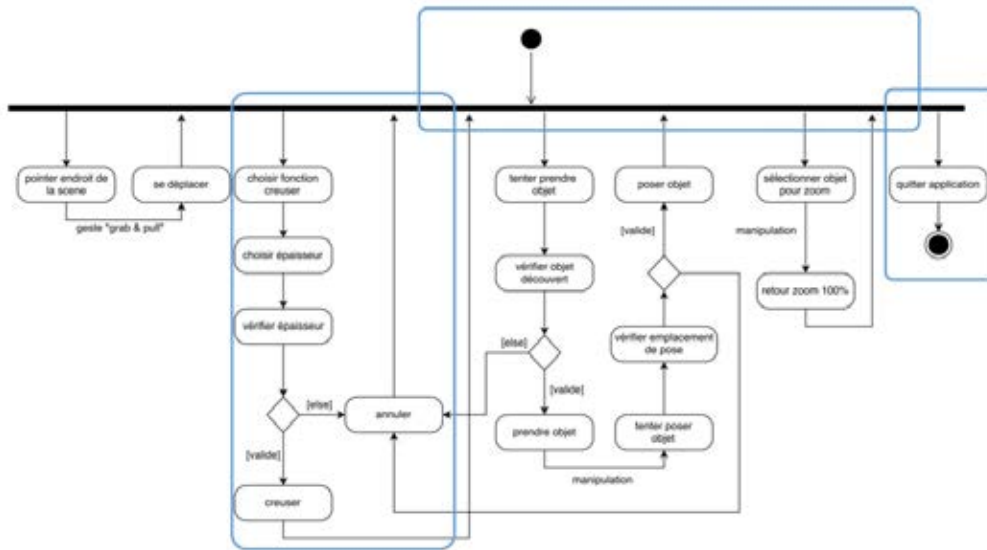 pointer endroit de
la scene
se déplacer
geste "grab & pull"
choisir fonction
creuser
choisir épaisseur
vérifier épaisseur
[else]
annuler
[valide]
creuser
tenter prendre
objet
vérifier objet
découvert
[else]
[valide]
prendre objet
manipulation
poser objet
[valide]
vérifier emplacement
de pose
tenter poser
objet
sélectionner objet
pour zoom
manipulation
retour zoom 100%
quitter application